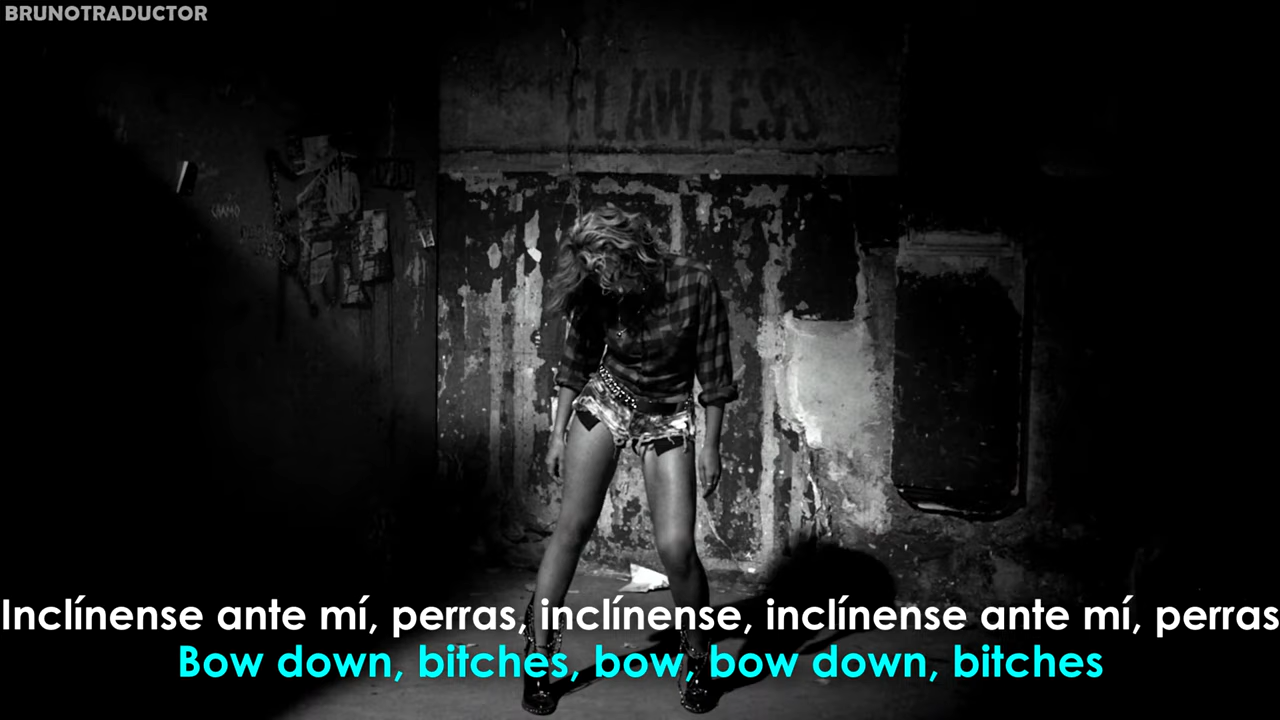 BRUNOTRADUCTOR
FLAWLESS
Inclínense ante mí, perras, inclínense, inclínense ante mí, perras
Bow down, bitches, bow, bow down, bitches